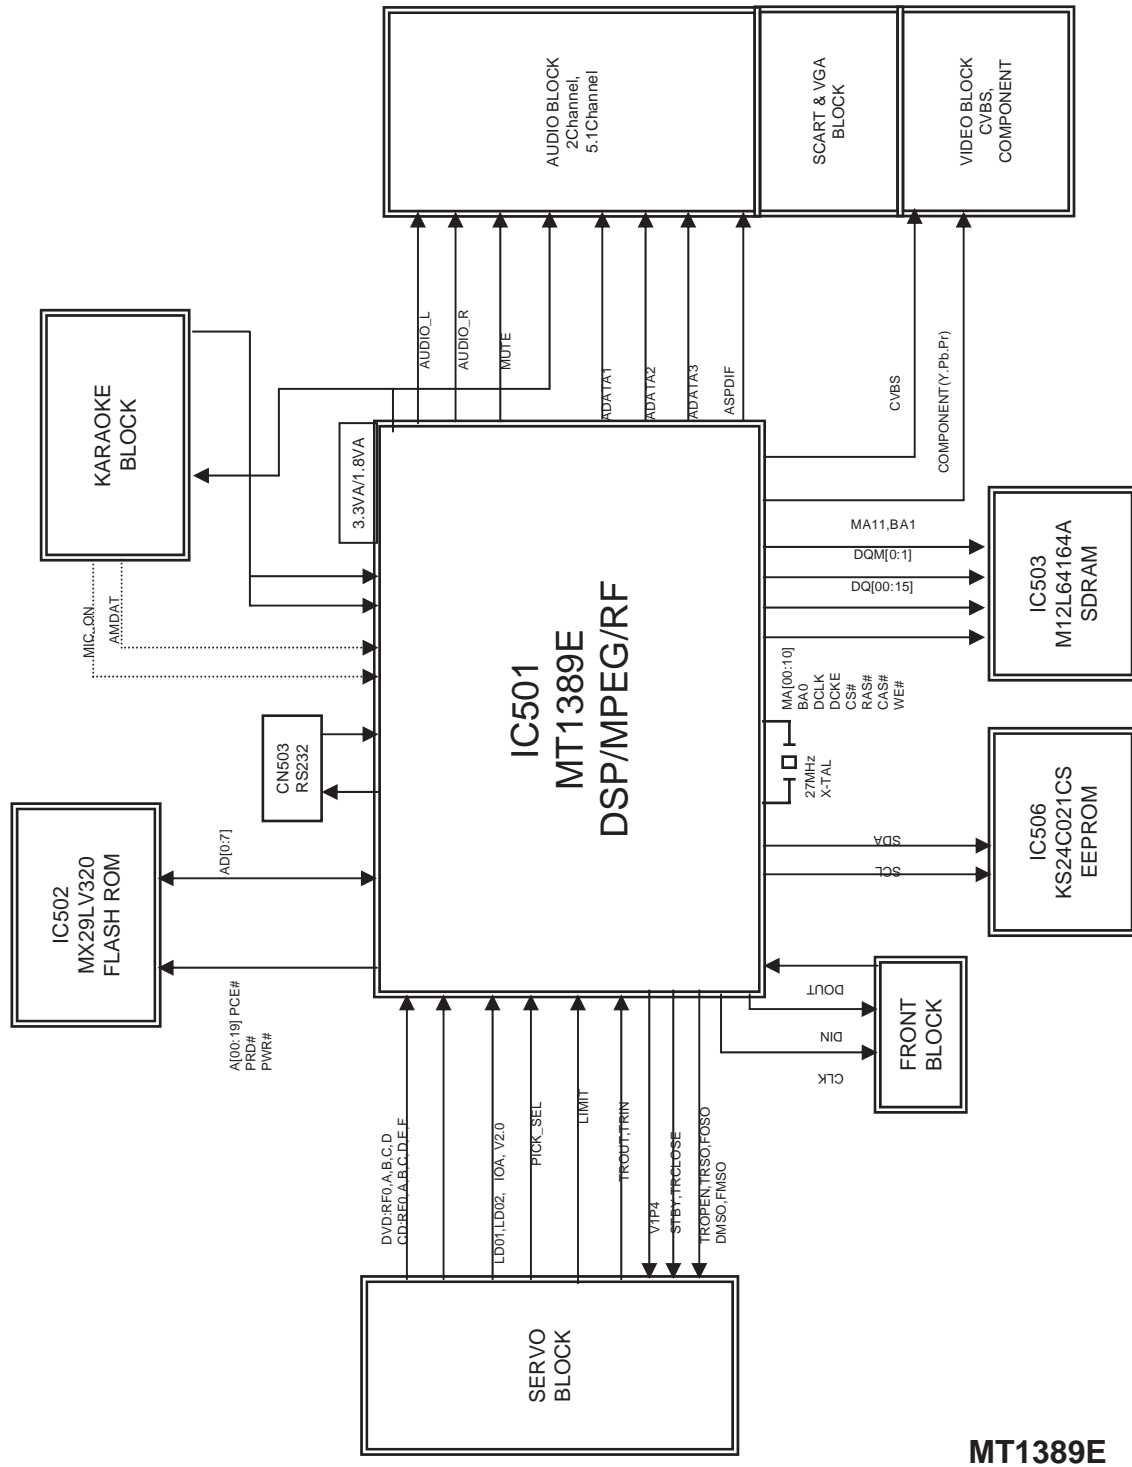 AUDIO BLOCK
2Channel,
5.1Channel
SCART & VGA
BLOCK
VIDEO BLOCK
CVBS,
COMPONENT
KARAOKE
BLOCK
AUDIO_L
AUDIO_R
MUTE
ADATA1
ADATA2
ADATA3
ASPDIF
CVBS
COMPONENT(Y.Pb.Pr)
3.3VA/1.8VA
MIC_ON
AMDAT
CN503
RS232
IC501
MT1389E
DSP/MPEG/RF
MA11,BA1
DQM[0:1]
DQ[00:15]
MA[00:10]
BA0
DCLK
DCKE
CS#
RAS#
CAS#
WE#
IC503
M12L64164A
SDRAM
27MHz
X-TAL
IC502
MX29LV320
FLASH ROM
AD[0:7]
A[00:19] PCE#
PRD#
PWR#
SDA
SCL
IC506
KS24C021CS
EEPROM
DOUT
DIN
CLK
FRONT
BLOCK
DVD:RF0,A,B,C,D
CD:RF0,A,B,C,D,E,F
LD01,LD02, IOA, V2.0
PICK_SEL
LIMIT
TROUT,TRIN
V1P4
STBY,TRCLOSE
TROPEN,TRSO,FOSO
DMSO,FMSO
SERVO
BLOCK
MT1389E